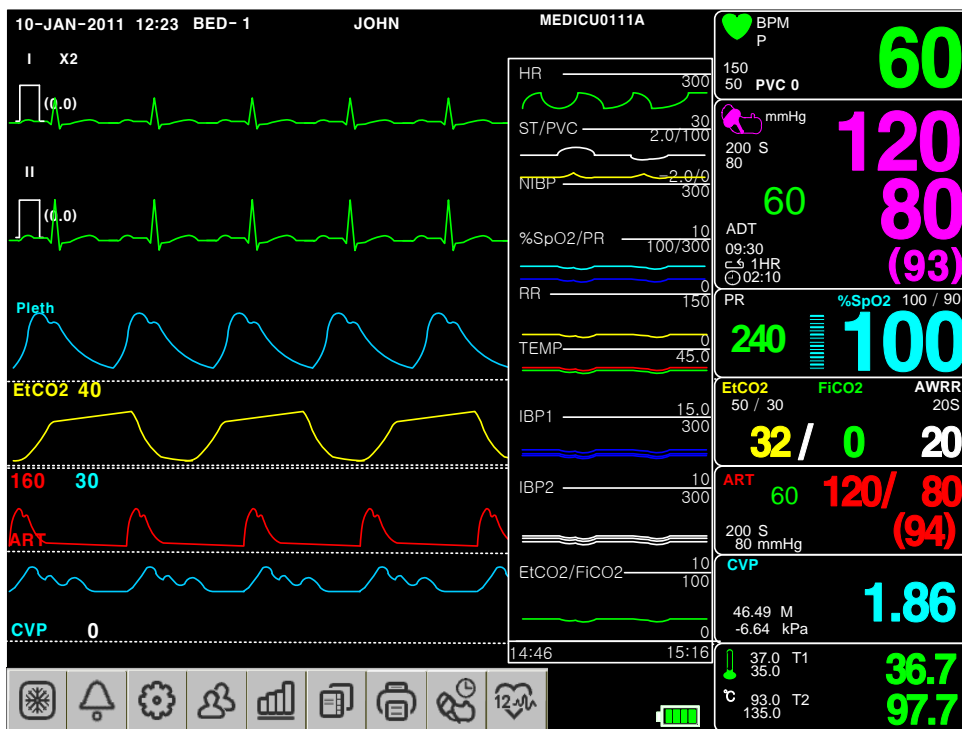 10-JAN-2011 12:23 BED- 1 JOHN MEDICU0111A
I X2
(0.0)
II
(0.0)
Pleth
EtCO2 40
160 30
ART
CVP 0
HR 300
30
ST/PVC 2.0/100
-2.0/0
NIBP 300
10
%SpO2/PR 100/300
0
RR 150
0
TEMP 45.0
15.0
IBP1 300
10
IBP2 300
10
EtCO2/FiCO2 100
0
14:46 15:16
BPM
P
60
150
50 PVC 0
mmHg
120
200 S
80
60
80
ADT
09:30
1HR
02:10
(93)
PR %SpO2 100 / 90
240 100
EtCO2 FiCO2 AWRR
50 / 30 20S
32 / 0 20
ART 60 120/ 80
200 S
80 mmHg
(94)
CVP
1.86
46.49 M
-6.64 kPa
37.0 T1
35.0
36.7
℃ 93.0 T2
135.0
97.7
12